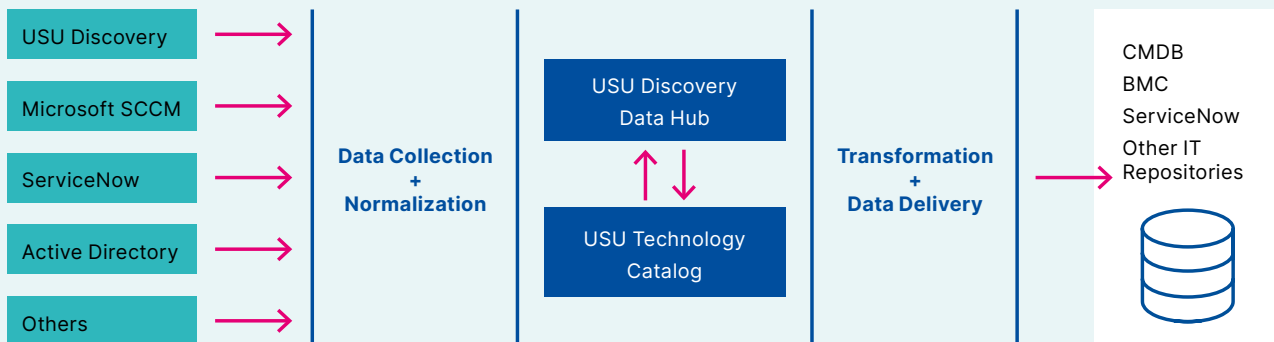 USU Discovery
Microsoft SCCM
ServiceNow
Active Directory
Others
Data Collection
+
Normalization
USU Discovery
Data Hub
USU Technology
Catalog
Transformation
+
Data Delivery
CMDB
BMC
ServiceNow
Other IT
Repositories